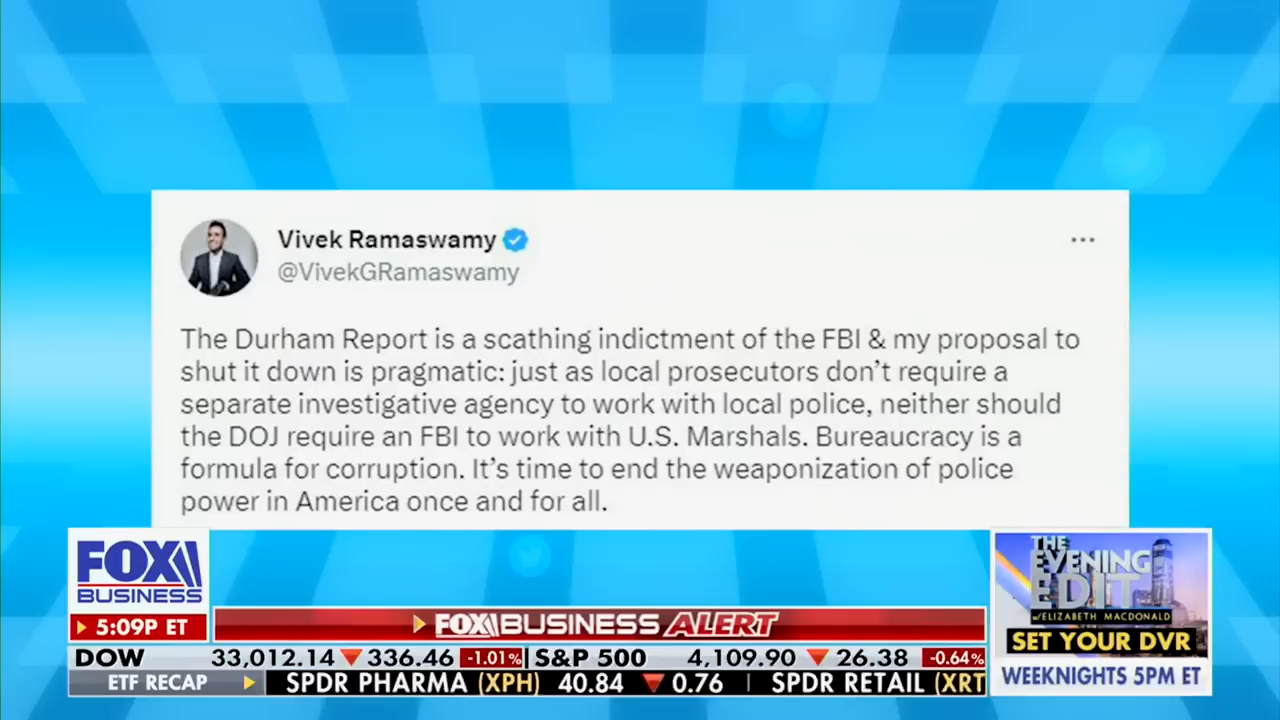 Vivek Ramaswamy
@VivekGRamaswamy
The Durham Report is a scathing indictment of the FBI & my proposal to
shut it down is pragmatic: just as local prosecutors don't require a
separate investigative agency to work with local police, neither should
the DOJ require an FBI to work with U.S. Marshals. Bureaucracy is a
formula for corruption. It's time to end the weaponization of police
power in America once and for all.
FOX
BUSINESS
5:09P ET
FOX BUSINESS ALERT
DOW 33,012.14 336.46 -1.01% S&P 500 4,109.90 26.38 -0.64%
ETF RECAP SPDR PHARMA (XPH) 40.84 0.76 SPDR RETAIL (XRT
THE
EVENING
EDIT
w/ELIZABETH MACDONALD
SET YOUR DVR
WEEKNIGHTS 5PM ET